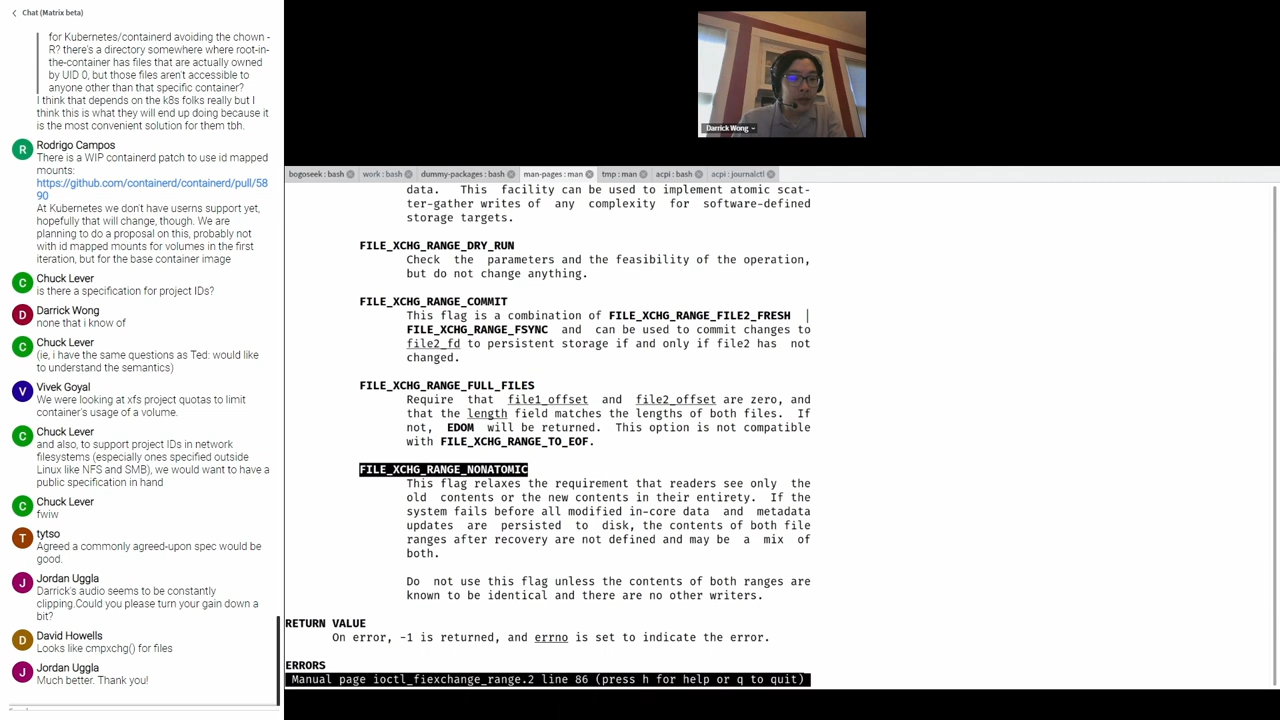 Chat (Matrix beta)
for Kubernetes/containerd avoiding the chown -
R? there's a directory somewhere where root-in-
the-container has files that are actually owned
by UID 0, but those files aren't accessible to
anyone other than that specific container?
I think that depends on the k8s folks really but I
think this is what they will end up doing because it
is the most convenient solution for them tbh.
R
Rodrigo Campos
There is a WIP containerd patch to use id mapped
mounts:
https://github.com/containerd/containerd/pull/58
90
At Kubernetes we don't have userns support yet,
hopefully that will change, though. We are
planning to do a proposal on this, probably not
with id mapped mounts for volumes in the first
iteration, but for the base container image
C
Chuck Lever
is there a specification for project IDs?
D
Darrick Wong
none that i know of
C
Chuck Lever
(ie, i have the same questions as Ted: would like
to understand the semantics)
V
Vivek Goyal
We were looking at xfs project quotas to limit
container's usage of a volume.
C
Chuck Lever
and also, to support project IDs in network
filesystems (especially ones specified outside
Linux like NFS and SMB), we would want to have a
public specification in hand
C
Chuck Lever
fwiw
T
tytso
Agreed a commonly agreed-upon spec would be
good.
J
Jordan Uggla
Darrick's audio seems to be constantly
clipping.Could you please turn your gain down a
bit?
D
David Howells
Looks like cmpxchg() for files
J
Jordan Uggla
Much better. Thank you!
Darrick Wong
bogoseek : bash work : bash dummy-packages : bash man-pages : man tmp : man acpi : bash acpi : journalctl
data. This facility can be used to implement atomic scat-
ter-gather writes of any complexity for software-defined
storage targets.
FILE_XCHG_RANGE_DRY_RUN
Check the parameters and the feasibility of the operation,
but do not change anything.
FILE_XCHG_RANGE_COMMIT
This flag is a combination of FILE_XCHG_RANGE_FILE2_FRESH |
FILE_XCHG_RANGE_FSYNC and can be used to commit changes to
file2_fd to persistent storage if and only if file2 has not
changed.
FILE_XCHG_RANGE_FULL_FILES
Require that file1_offset and file2_offset are zero, and
that the length field matches the lengths of both files. If
not, EDOM will be returned. This option is not compatible
with FILE_XCHG_RANGE_TO_EOF.
FILE_XCHG_RANGE_NONATOMIC
This flag relaxes the requirement that readers see only the
old contents or the new contents in their entirety. If the
system fails before all modified in-core data and metadata
updates are persisted to disk, the contents of both file
ranges after recovery are not defined and may be a mix of
both.
Do not use this flag unless the contents of both ranges are
known to be identical and there are no other writers.
RETURN VALUE
On error, -1 is returned, and errno is set to indicate the error.
ERRORS
Manual page ioctl_fiexchange_range.2 line 86 (press h for help or q to quit)